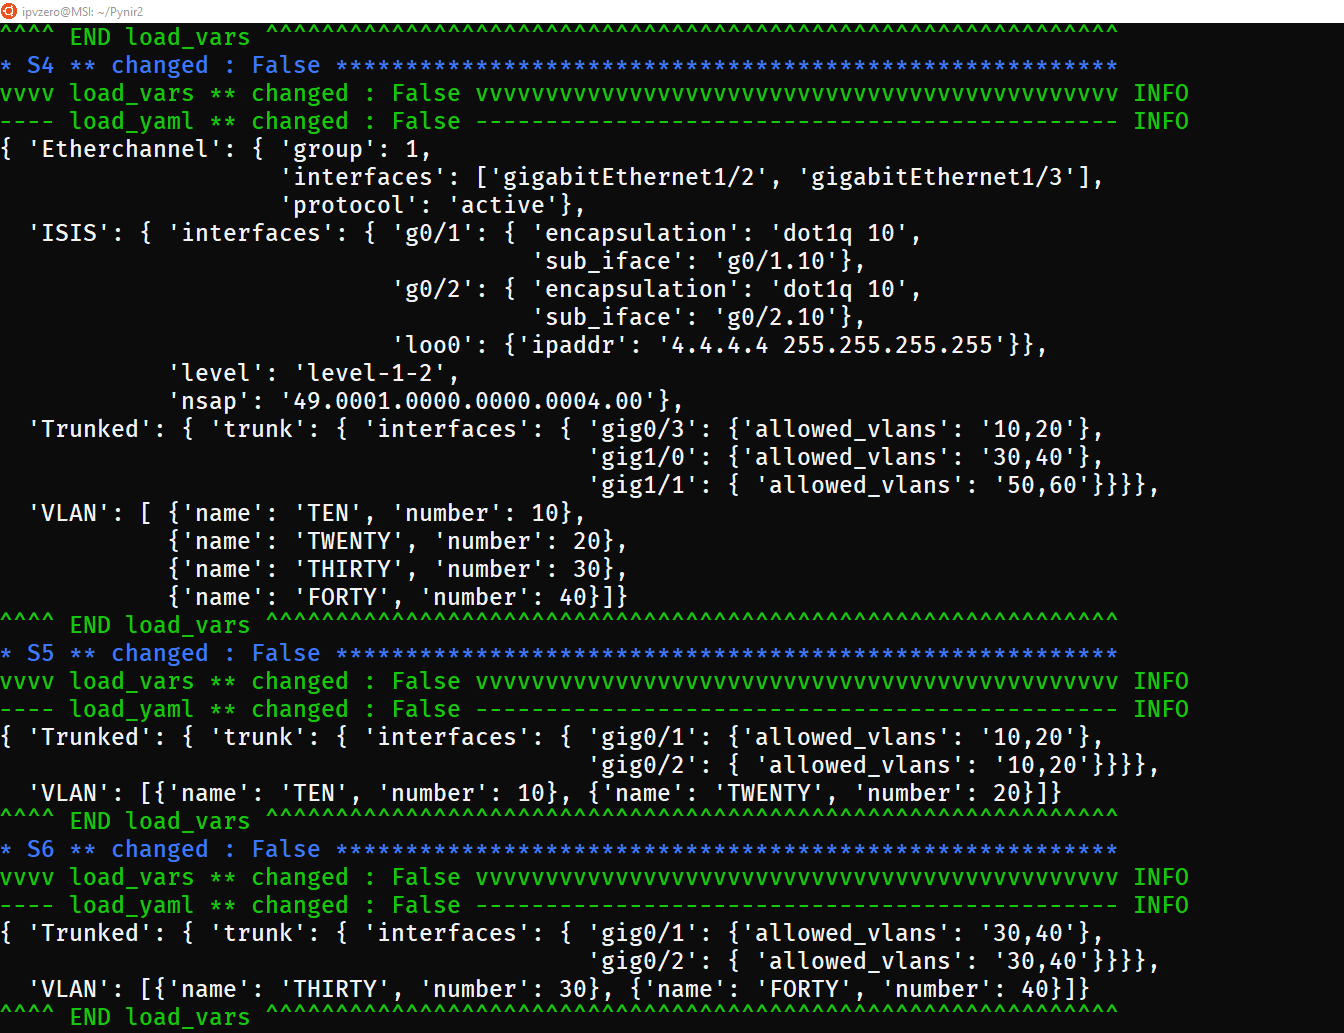 ipvzero@MSI: ~/Pynir2
^^^^ END load_vars ^^^^^^^^^^^^^^^^^^^^^^^^^^^^^^^^^^^^^^^^^^^^^^^^^^^^^^^^^^^^^
* S4 ** changed : False ********************************************************
vvvv load_vars ** changed : False vvvvvvvvvvvvvvvvvvvvvvvvvvvvvvvvvvvvvvvvvvvvvv INFO
---- load_yaml ** changed : False ---------------------------------------------- INFO
{ 'Etherchannel': { 'group': 1,
                    'interfaces': ['gigabitEthernet1/2', 'gigabitEthernet1/3'],
                    'protocol': 'active'},
  'ISIS': { 'interfaces': { 'g0/1': { 'encapsulation': 'dot1q 10',
                                      'sub_iface': 'g0/1.10'},
                            'g0/2': { 'encapsulation': 'dot1q 10',
                                      'sub_iface': 'g0/2.10'},
                            'loo0': {'ipaddr': '4.4.4.4 255.255.255.255'}},
            'level': 'level-1-2',
            'nsap': '49.0001.0000.0000.0004.00'},
  'Trunked': { 'trunk': { 'interfaces': { 'gig0/3': {'allowed_vlans': '10,20'},
                                          'gig1/0': {'allowed_vlans': '30,40'},
                                          'gig1/1': { 'allowed_vlans': '50,60'}}}},
  'VLAN': [ {'name': 'TEN', 'number': 10},
            {'name': 'TWENTY', 'number': 20},
            {'name': 'THIRTY', 'number': 30},
            {'name': 'FORTY', 'number': 40}]}
^^^^ END load_vars ^^^^^^^^^^^^^^^^^^^^^^^^^^^^^^^^^^^^^^^^^^^^^^^^^^^^^^^^^^^^^
* S5 ** changed : False ********************************************************
vvvv load_vars ** changed : False vvvvvvvvvvvvvvvvvvvvvvvvvvvvvvvvvvvvvvvvvvvvvv INFO
---- load_yaml ** changed : False ---------------------------------------------- INFO
{ 'Trunked': { 'trunk': { 'interfaces': { 'gig0/1': {'allowed_vlans': '10,20'},
                                          'gig0/2': { 'allowed_vlans': '10,20'}}}},
  'VLAN': [{'name': 'TEN', 'number': 10}, {'name': 'TWENTY', 'number': 20}]}
^^^^ END load_vars ^^^^^^^^^^^^^^^^^^^^^^^^^^^^^^^^^^^^^^^^^^^^^^^^^^^^^^^^^^^^^
* S6 ** changed : False ********************************************************
vvvv load_vars ** changed : False vvvvvvvvvvvvvvvvvvvvvvvvvvvvvvvvvvvvvvvvvvvvvv INFO
---- load_yaml ** changed : False ---------------------------------------------- INFO
{ 'Trunked': { 'trunk': { 'interfaces': { 'gig0/1': {'allowed_vlans': '30,40'},
                                          'gig0/2': { 'allowed_vlans': '30,40'}}}},
  'VLAN': [{'name': 'THIRTY', 'number': 30}, {'name': 'FORTY', 'number': 40}]}
^^^^ END load_vars ^^^^^^^^^^^^^^^^^^^^^^^^^^^^^^^^^^^^^^^^^^^^^^^^^^^^^^^^^^^^^